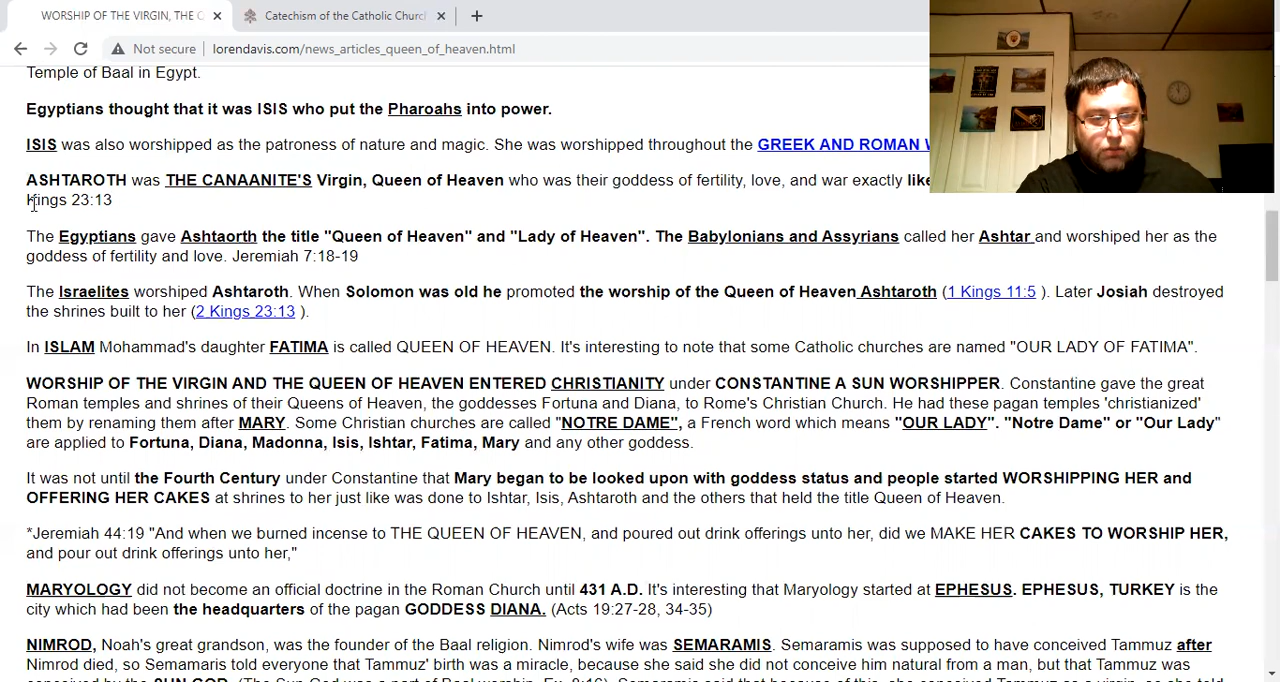 WORSHIP OF THE VIRGIN, THE Q
Catechism of the Catholic Churc
Not secure
lorendavis.com/news_articles_queen_of_heaven.html
Temple of Baal in Egypt.
Egyptians thought that it was ISIS who put the Pharoahs into power.
ISIS was also worshipped as the patroness of nature and magic. She was worshipped throughout the GREEK AND ROMAN
ASHTAROTH was THE CANAANITE'S Virgin, Queen of Heaven who was their goddess of fertility, love, and war exactly
Kings 23:13
The Egyptians gave Ashtaorth the title "Queen of Heaven" and "Lady of Heaven". The Babylonians and Assyrians called her Ashtar and worshiped her as the
goddess of fertility and love. Jeremiah 7:18-19
The Israelites worshiped Ashtaroth. When Solomon was old he promoted the worship of the Queen of Heaven Ashtaroth (1 Kings 11:5 ). Later Josiah destroyed
the shrines built to her (2 Kings 23:13 ).
In ISLAM Mohammad's daughter FATIMA is called QUEEN OF HEAVEN. It's interesting to note that some Catholic churches are named "OUR LADY OF FATIMA".
WORSHIP OF THE VIRGIN AND THE QUEEN OF HEAVEN ENTERED CHRISTIANITY under CONSTANTINE A SUN WORSHIPPER. Constantine gave the great
Roman temples and shrines of their Queens of Heaven, the goddesses Fortuna and Diana, to Rome's Christian Church. He had these pagan temples 'christianized'
them by renaming them after MARY. Some Christian churches are called "NOTRE DAME", a French word which means "OUR LADY". "Notre Dame" or "Our Lady"
are applied to Fortuna, Diana, Madonna, Isis, Ishtar, Fatima, Mary and any other goddess.
It was not until the Fourth Century under Constantine that Mary began to be looked upon with goddess status and people started WORSHIPPING HER and
OFFERING HER CAKES at shrines to her just like was done to Ishtar, Isis, Ashtaroth and the others that held the title Queen of Heaven.
*Jeremiah 44:19 "And when we burned incense to THE QUEEN OF HEAVEN, and poured out drink offerings unto her, did we MAKE HER CAKES TO WORSHIP HER,
and pour out drink offerings unto her,"
MARYOLOGY did not become an official doctrine in the Roman Church until 431 A.D. It's interesting that Maryology started at EPHESUS. EPHESUS, TURKEY is the
city which had been the headquarters of the pagan GODDESS DIANA. (Acts 19:27-28, 34-35)
NIMROD, Noah's great grandson, was the founder of the Baal religion. Nimrod's wife was SEMARAMIS. Semaramis was supposed to have conceived Tammuz after
Nimrod died, so Semamaris told everyone that Tammuz' birth was a miracle, because she said she did not conceive him natural from a man, but that Tammuz was